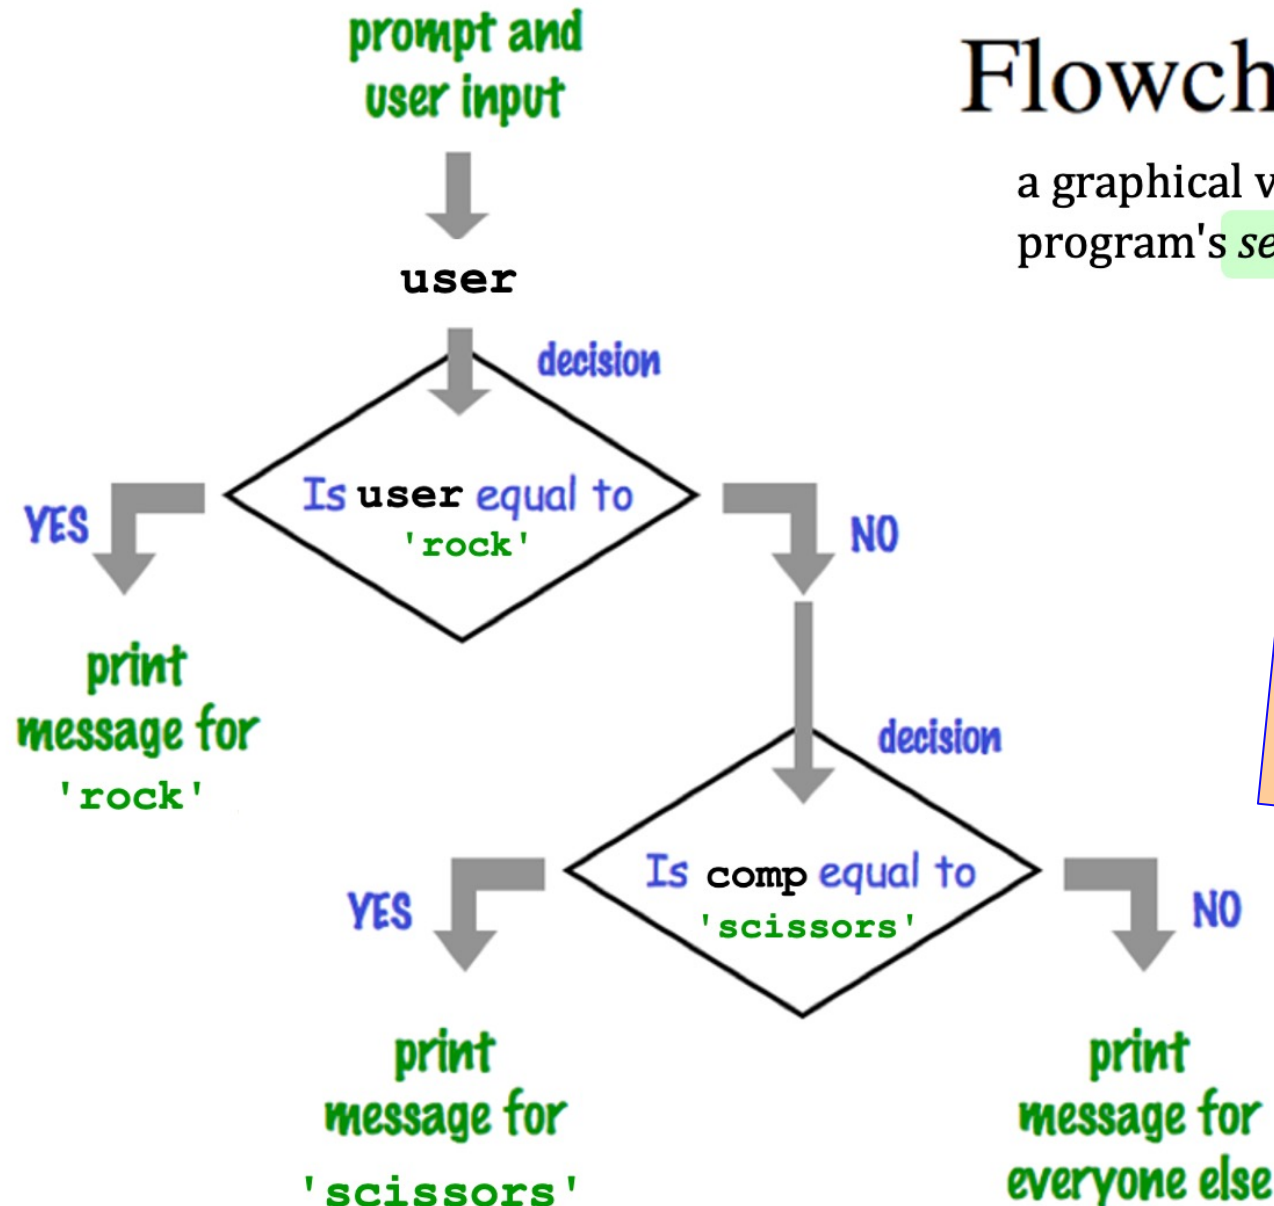 prompt and
user input
Flowch
a graphical v
program's se
user
decision
Is user equal to
'rock'
YES
NO
print
message for
'rock'
decision
Is comp equal to
'scissors'
YES
NO
print
message for
'scissors'
print
message for
everyone else